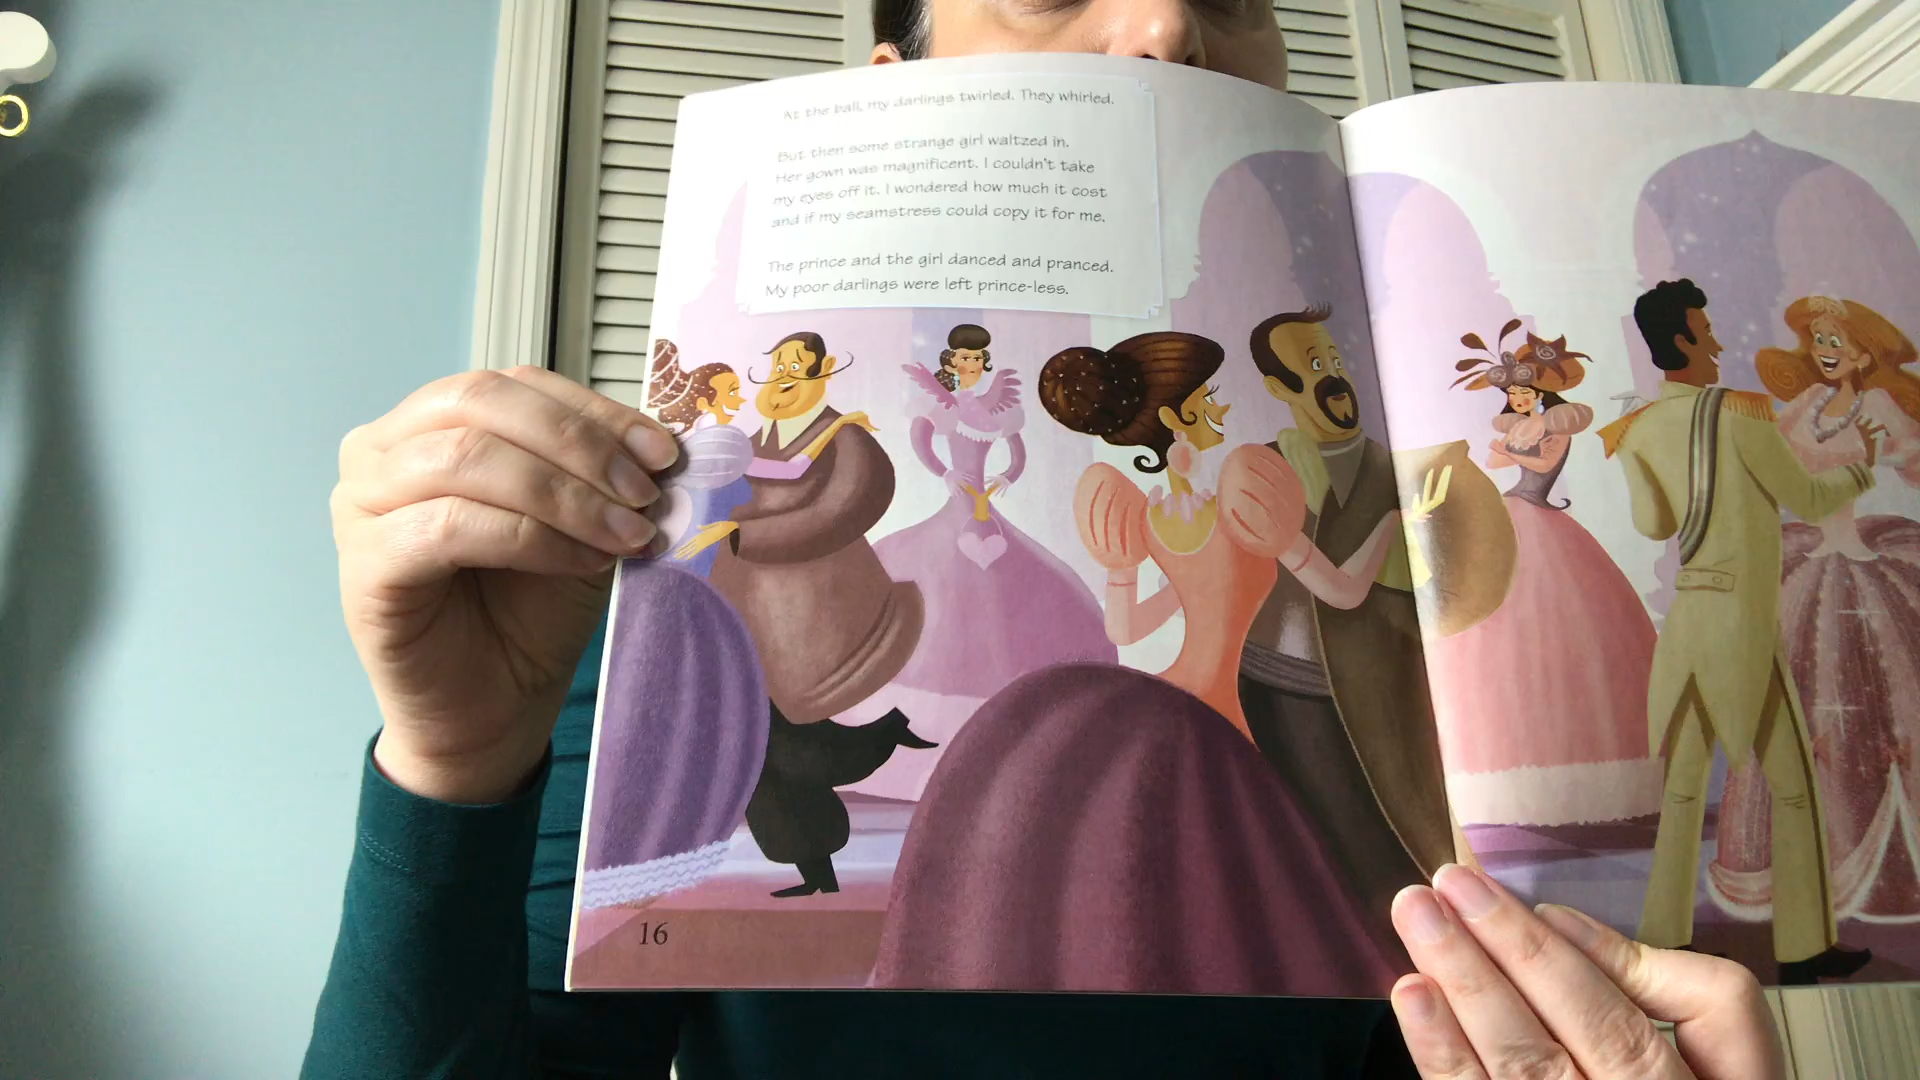 At the ball, my darlings twirled. They whirled.
But then some strange girl waltzed in.
Her gown was magnificent. I couldn't take
my eyes off it. I wondered how much it cost
and if my seamstress could copy it for me.
The prince and the girl danced and pranced.
My poor darlings were left prince-less.
16